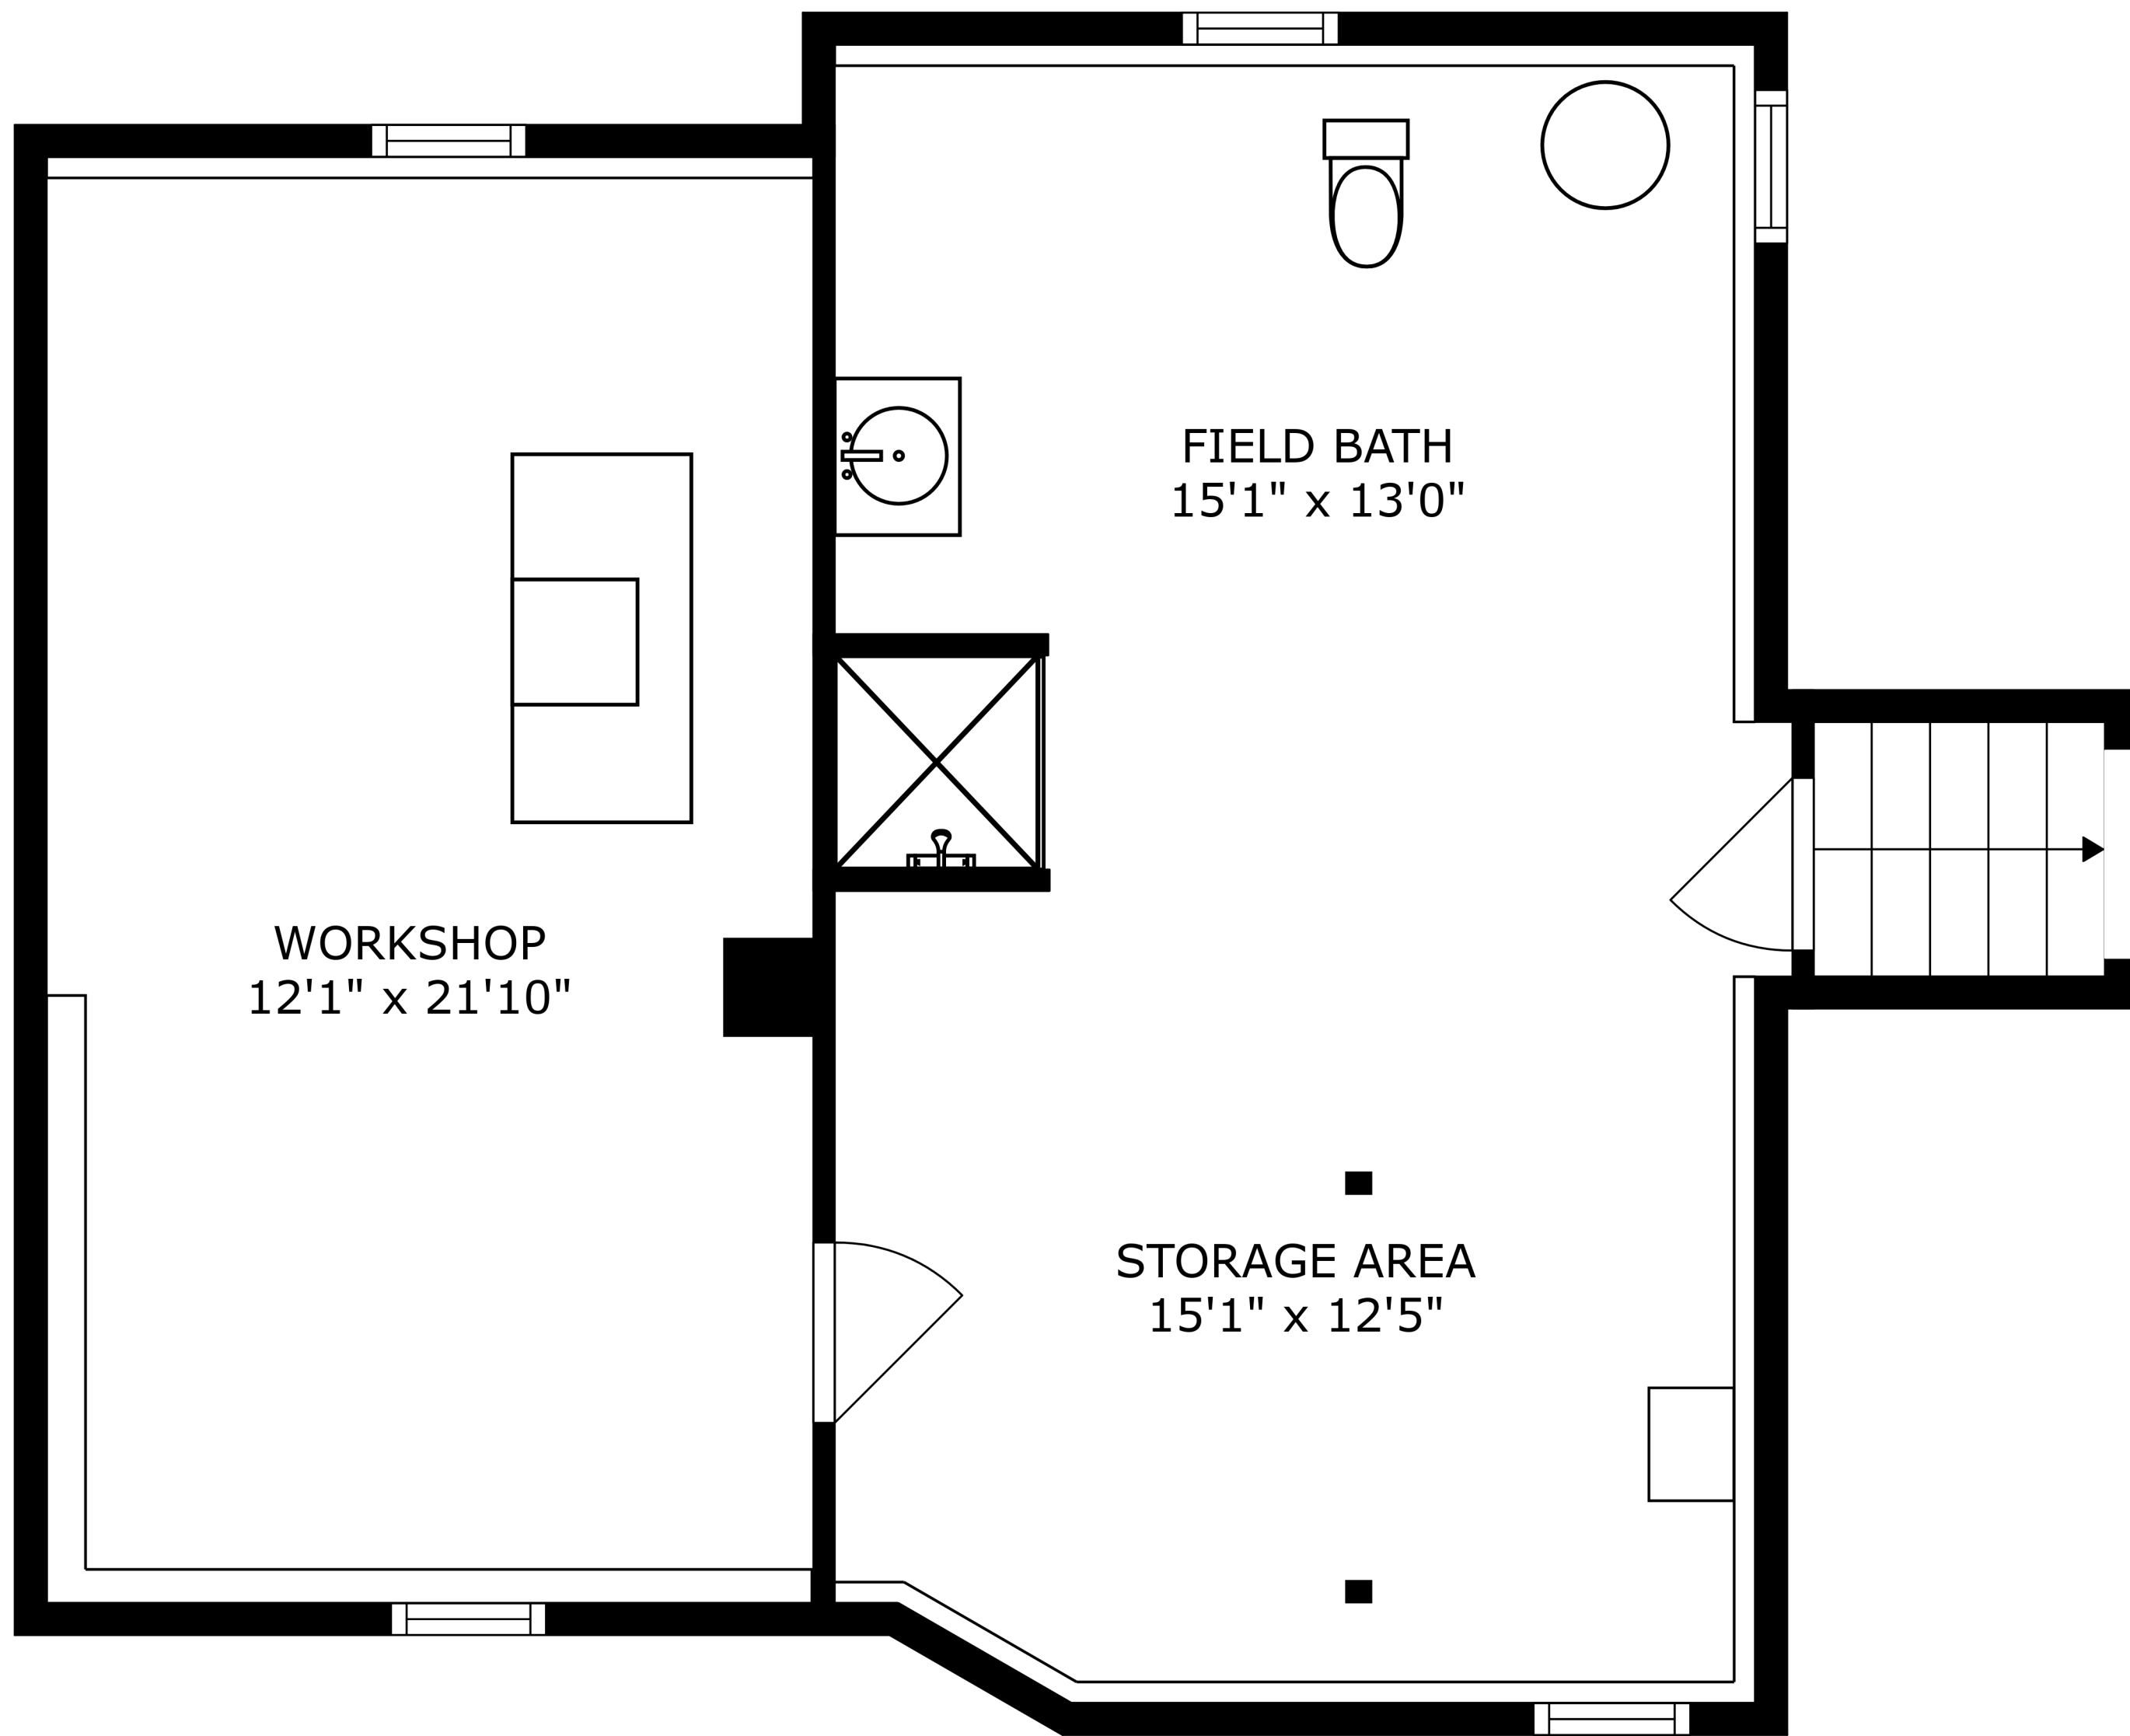 FIELD BATH
15'1" x 13'0"
WORKSHOP
12'1" x 21'10"
STORAGE AREA
15'1" x 12'5"